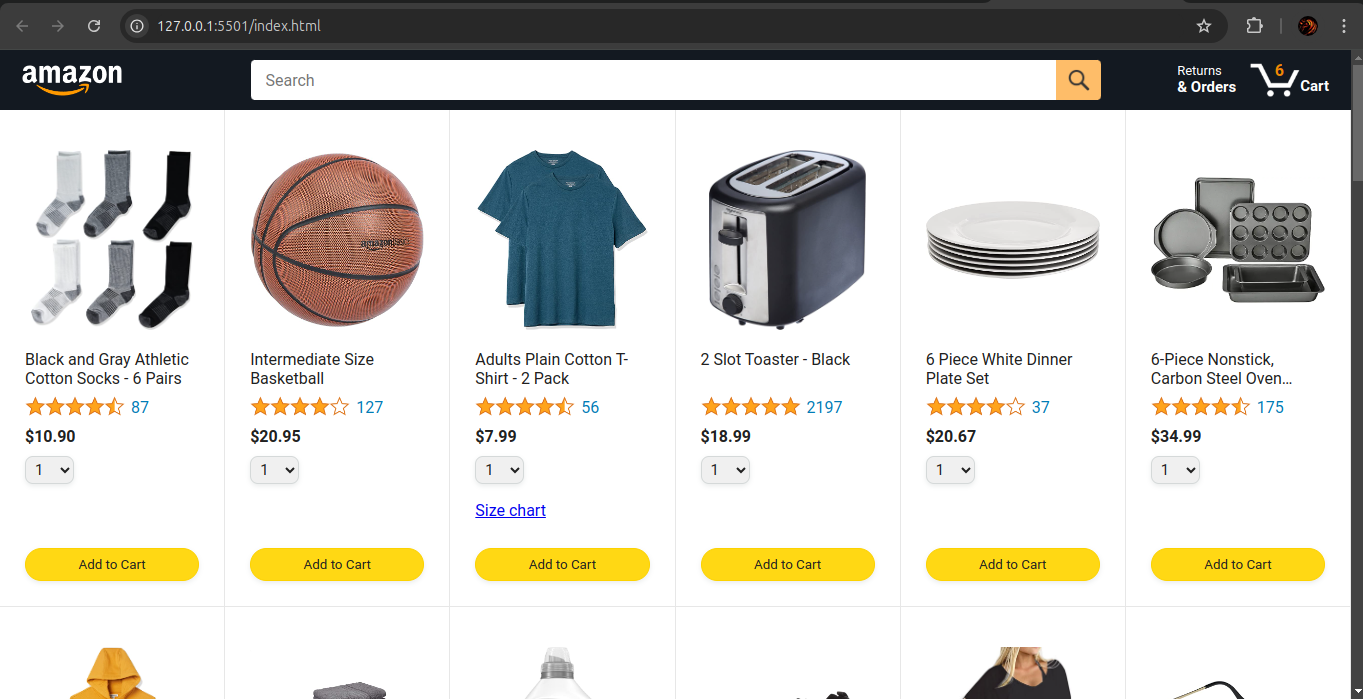 127.0.0.1:5501/index.html
amazon
Search
Returns
& Orders
6
Cart
Black and Gray Athletic
Cotton Socks - 6 Pairs
87
$10.90
1
Intermediate Size
Basketball
127
$20.95
1
Adults Plain Cotton T-
Shirt - 2 Pack
56
$7.99
1
Size chart
2 Slot Toaster - Black
2197
$18.99
1
6 Piece White Dinner
Plate Set
37
$20.67
1
6-Piece Nonstick,
Carbon Steel Oven...
175
$34.99
1
Add to Cart
Add to Cart
Add to Cart
Add to Cart
Add to Cart
Add to Cart